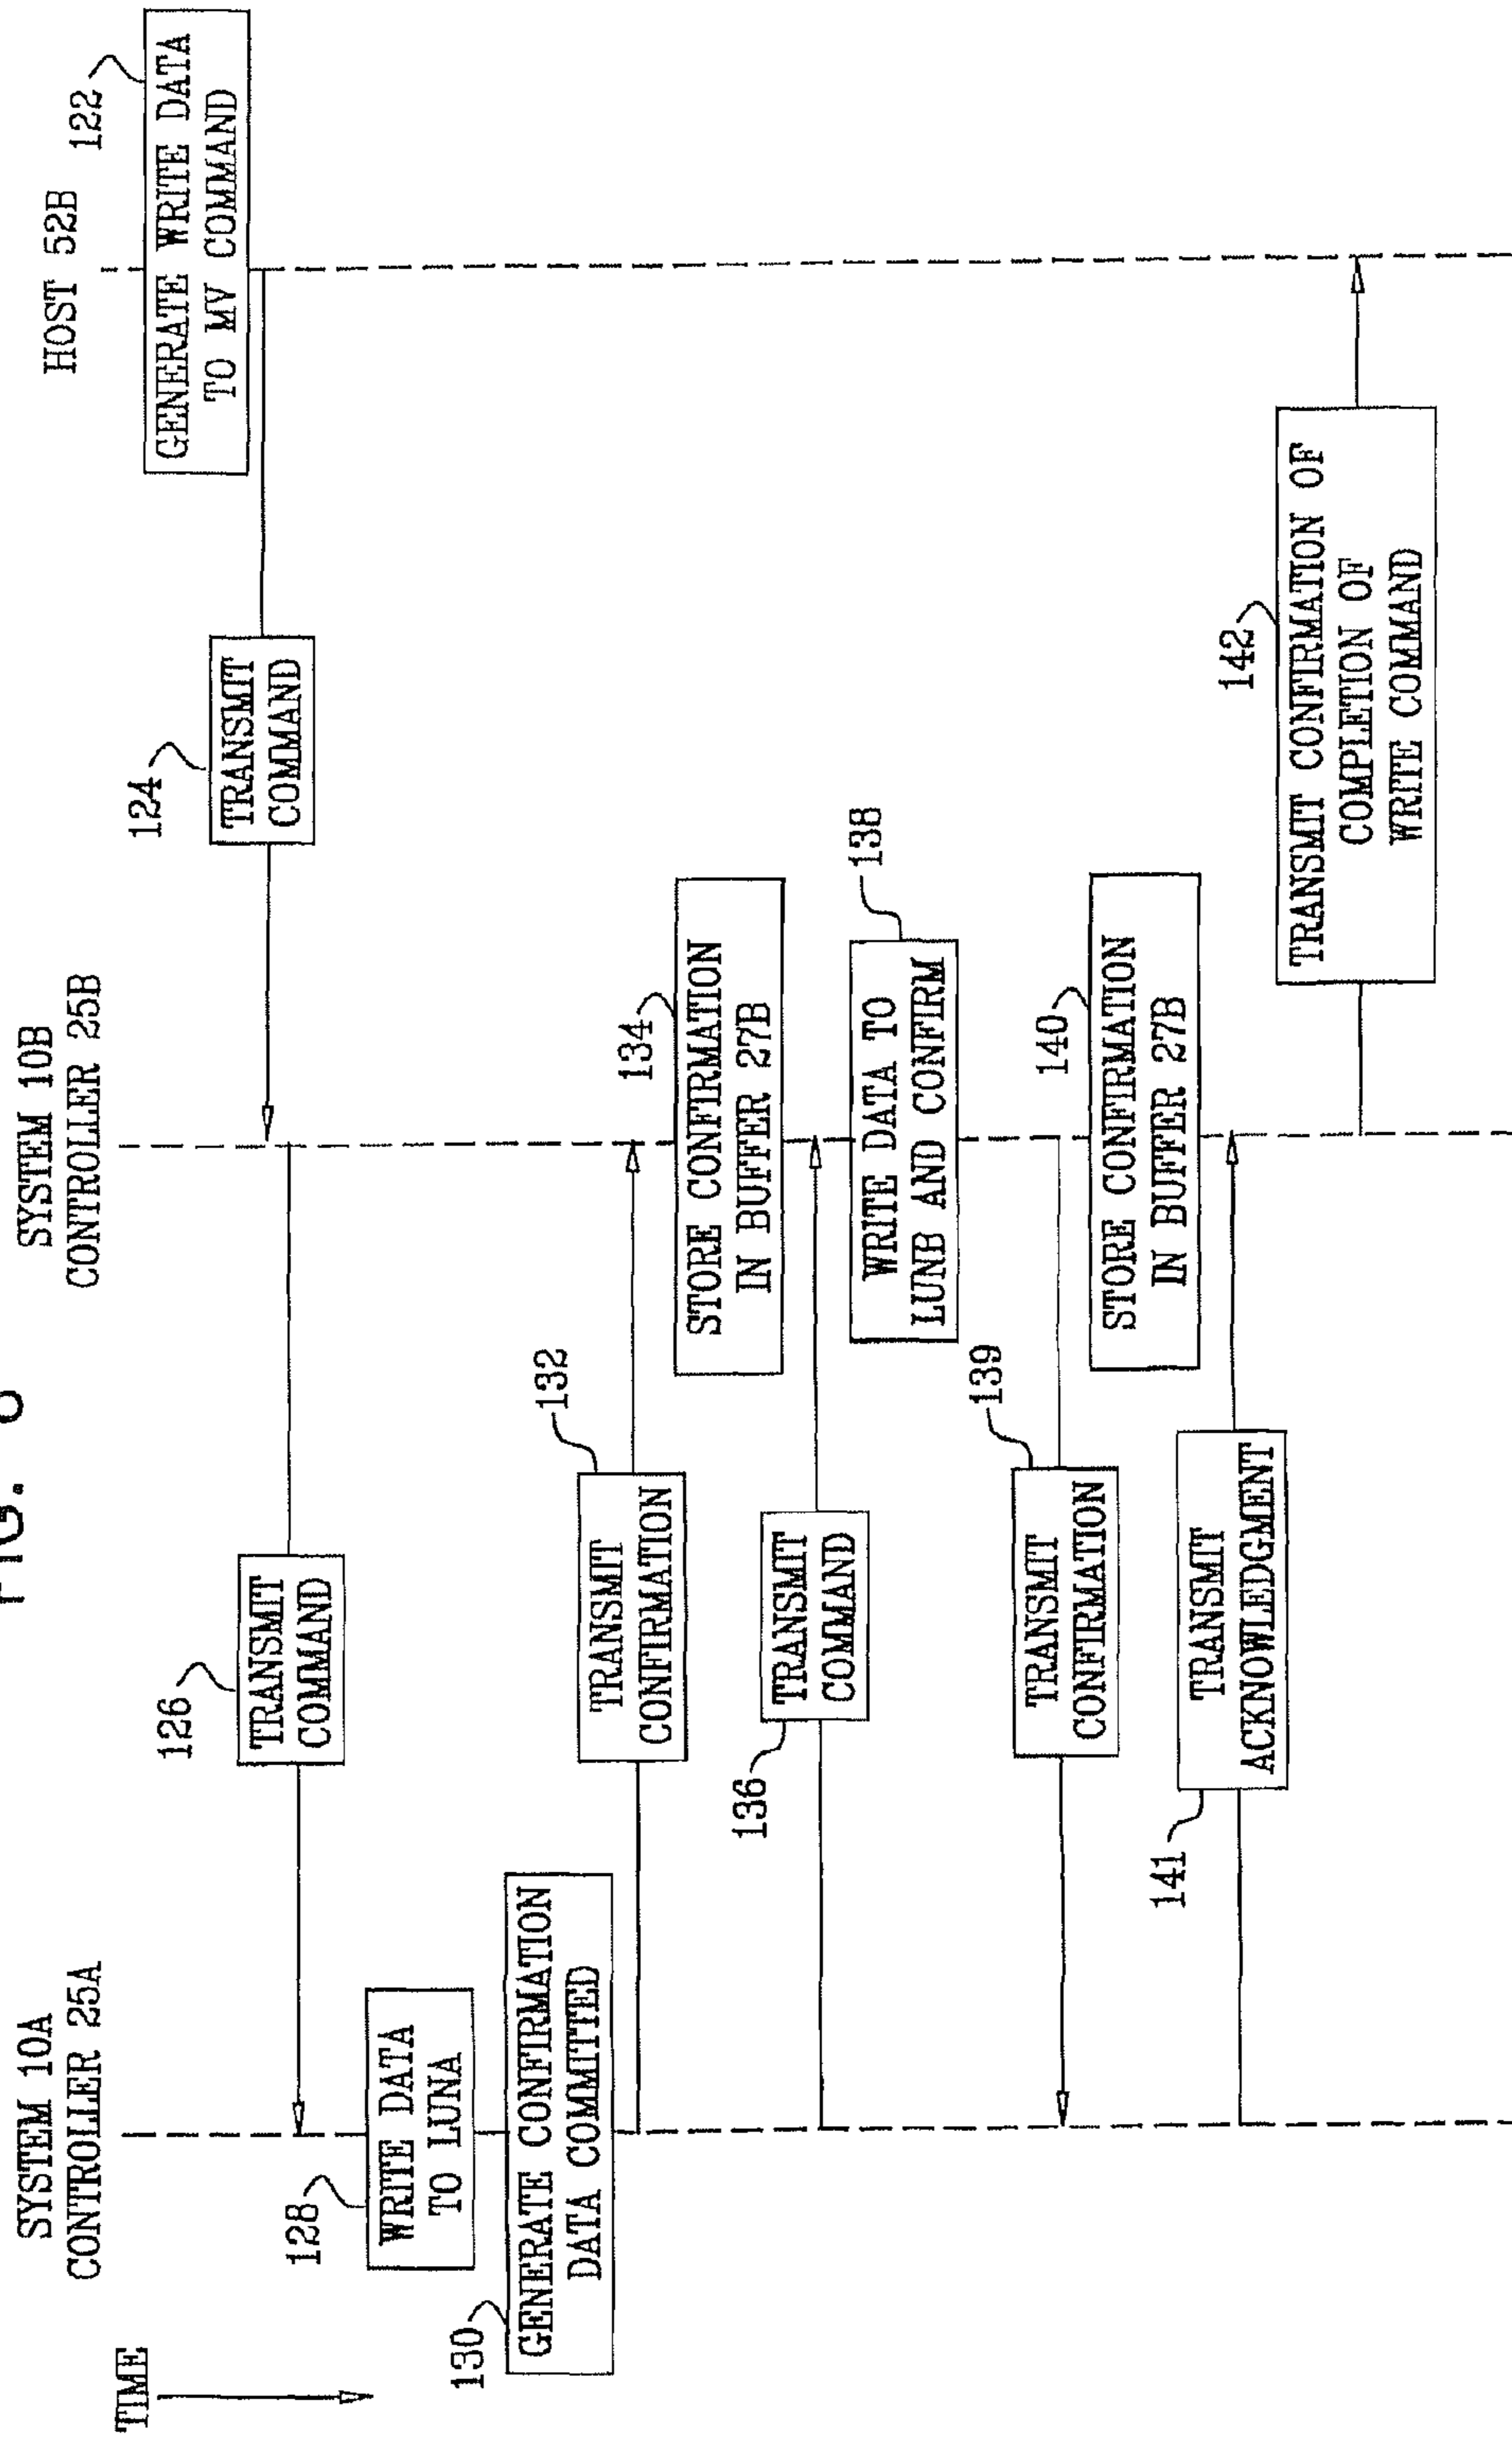 FIG.
TIME
SYSTEM 10A
CONTROLLER 25A
SYSTEM 10B
CONTROLLER 25B
HOST 52B
122
GENERATE WRITE DATA
TO MV COMMAND
124
TRANSMIT
COMMAND
126
TRANSMIT
COMMAND
128
WRITE DATA
TO LUNA
130
GENERATE CONFIRMATION
DATA COMMITTED
132
TRANSMIT
CONFIRMATION
134
STORE CONFIRMATION
IN BUFFER 27B
136
TRANSMIT
COMMAND
138
WRITE DATA TO
LUNB AND CONFIRM
139
TRANSMIT
CONFIRMATION
140
STORE CONFIRMATION
IN BUFFER 27B
141
TRANSMIT
ACKNOWLEDGMENT
142
TRANSMIT CONFIRMATION OF
COMPLETION OF
WRITE COMMAND